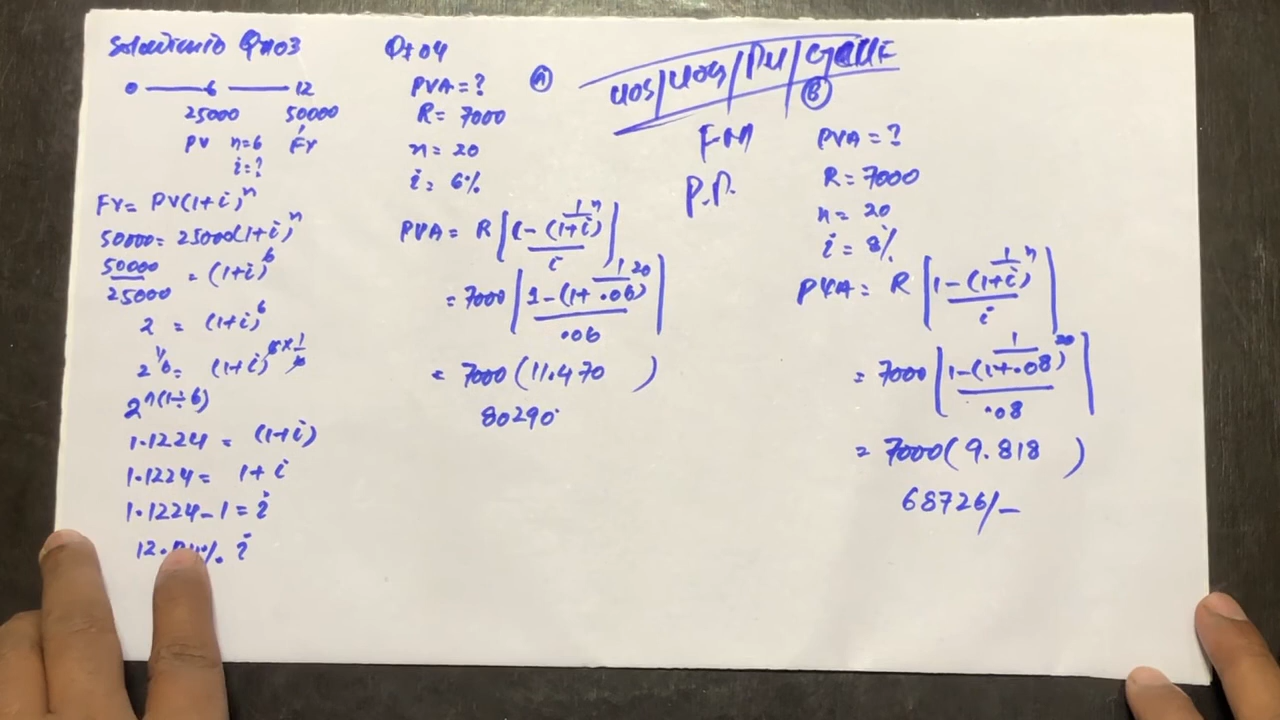 Q#03
0 — 6 — 12
25000 50000
PV n=6 FV
i=?
FV= PV(1+i)^n
50000= 25000(1+i)^n
50000/25000 = (1+i)^6
2 = (1+i)^6
2^1/6 = (1+i)^6×1/6
2^(1÷6)
1.1224 = (1+i)
1.1224= 1+i
1.1224-1 = i
i
Q#04
A
PVA = ?
R= 7000
n= 20
i= 6%
PVA = R[1-1/(1+i)^n / i]
= 7000[1-1/(1+.06)^20 / .06]
= 7000(11.470 )
80290
UOS/UOG/PU/GCUF
B
F.M
P.P.
PVA = ?
R=7000
n= 20
i= 8%
PVA= R[1-1/(1+i)^n / i]
= 7000[1-1/(1+.08)^20 / .08]
= 7000(9.818 )
68726/-